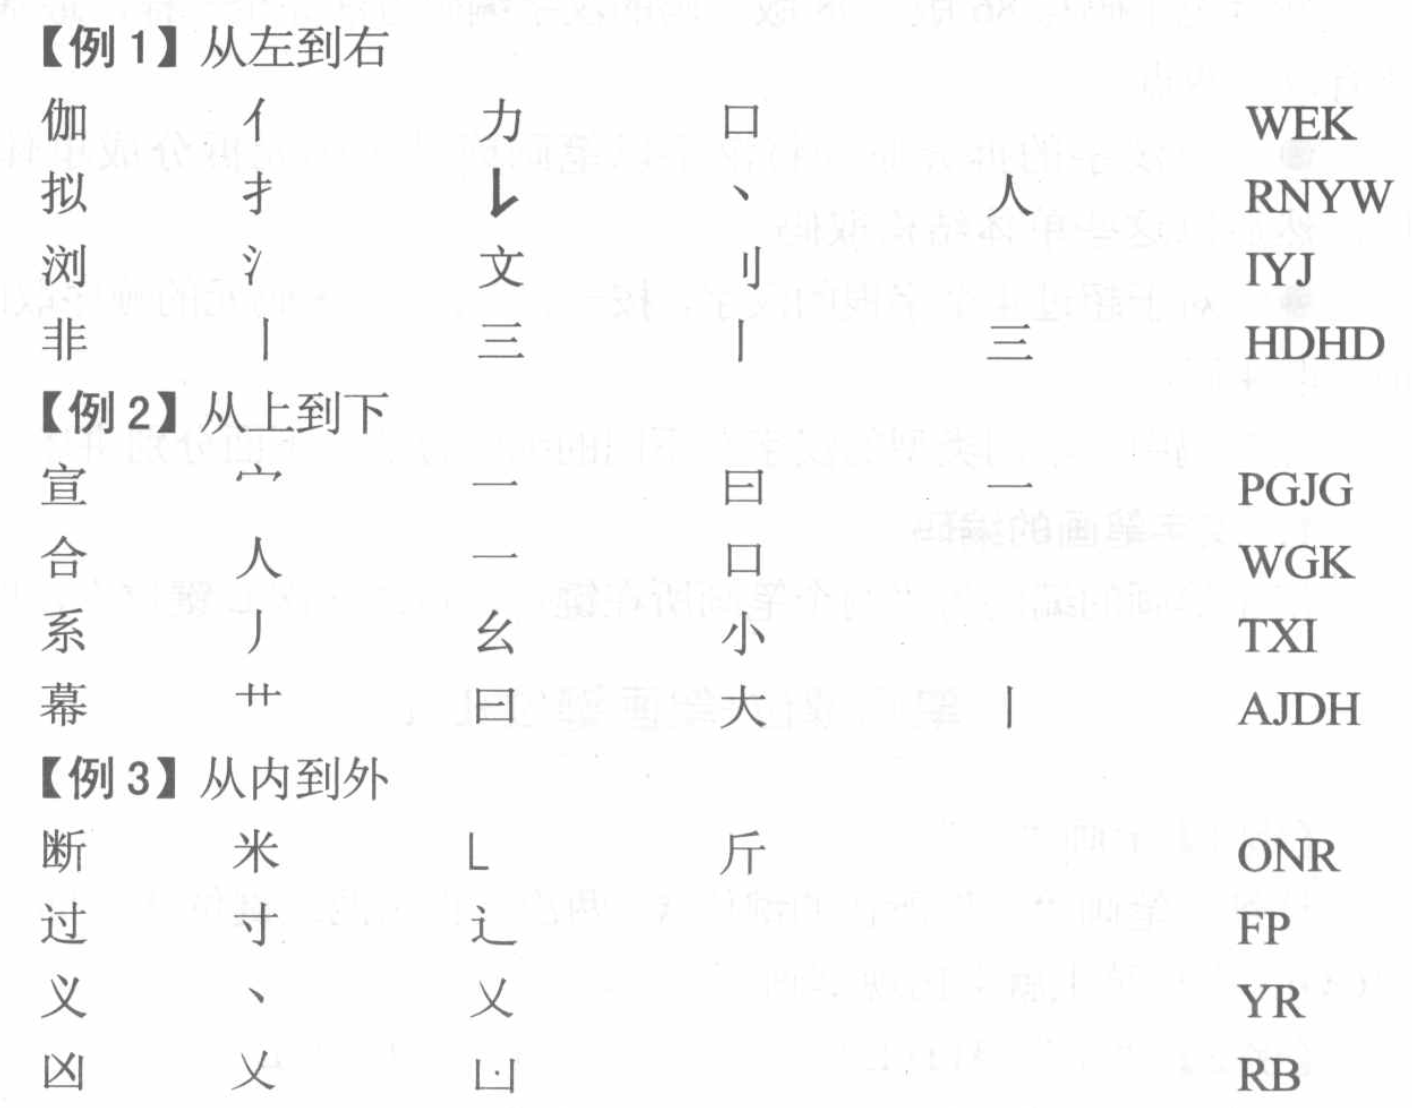 【例1】从左到右
伽 亻 力 口 WEK
拟 扌 丶 人 RNYW
浏 氵 文 刂 IYJ
非 丨 三 丨 三 HDHD
【例2】从上到下
宣 宀 一 曰 一 PGJG
合 人 一 口 WGK
系 丿 幺 小 TXI
幕 艹 曰 大 丨 AJDH
【例3】从内到外
断 米 𠃊 斤 ONR
过 寸 辶 FP
义 丶 乂 YR
凶 乂 凵 RB